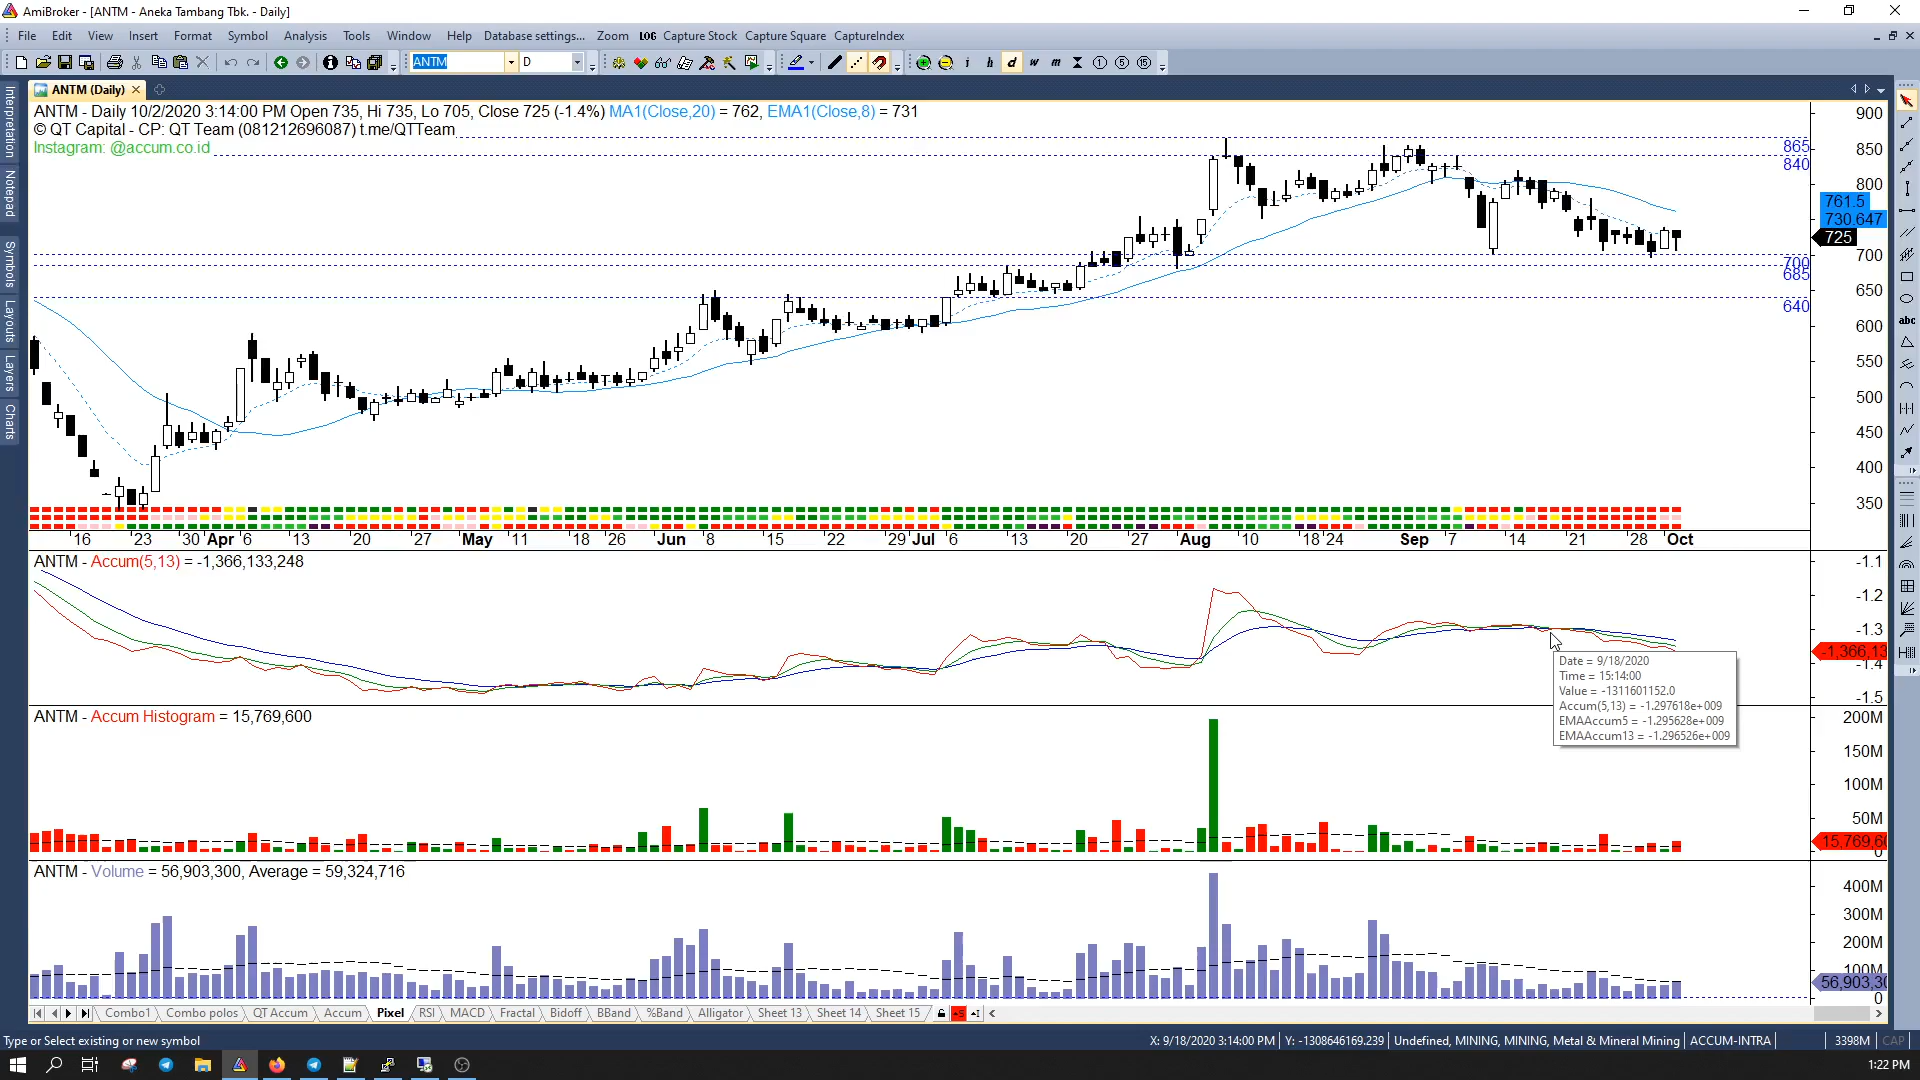 AmiBroker - [ANTM - Aneka Tambang Tbk. - Daily]
File Edit View Insert Format Symbol Analysis Tools Window Help Database settings... Zoom LOG Capture Stock Capture Square CaptureIndex
ANTM D
i h d w m
ANTM (Daily)
Interpretation
Notepad
Symbols
Layouts
Layers
Charts
ANTM - Daily 10/2/2020 3:14:00 PM Open 735, Hi 735, Lo 705, Close 725 (-1.4%) MA1(Close,20) = 762, EMA1(Close,8) = 731
© QT Capital - CP: QT Team (081212696087) t.me/QTTeam
Instagram: @accum.co.id
865
840
700
685
640
900
850
800
761.5
730.647
725
700
650
600
550
500
450
400
350
abc
16 23 30 Apr 6 13 20 27 May 11 18 26 Jun 8 15 22 29 Jul 6 13 20 27 Aug 10 18 24 Sep 7 14 21 28 Oct
ANTM - Accum(5,13) = -1,366,133,248
-1.1
-1.2
-1.3
-1,366,13
-1.4
-1.5
Date = 9/18/2020
Time = 15:14:00
Value = -1311601152.0
Accum(5,13) = -1.297618e+009
EMAAccum5 = -1.295628e+009
EMAAccum13 = -1.296526e+009
ANTM - Accum Histogram = 15,769,600
200M
150M
100M
50M
15,769,60
0
ANTM - Volume = 56,903,300, Average = 59,324,716
400M
300M
200M
100M
56,903,30
0
Combo1 Combo polos QT Accum Accum Pixel RSI MACD Fractal Bidoff BBand %Band Alligator Sheet 13 Sheet 14 Sheet 15
Type or Select existing or new symbol
X: 9/18/2020 3:14:00 PM Y: -1308646169.239 Undefined, MINING, MINING, Metal & Mineral Mining ACCUM-INTRA 3398M CAP
1:22 PM